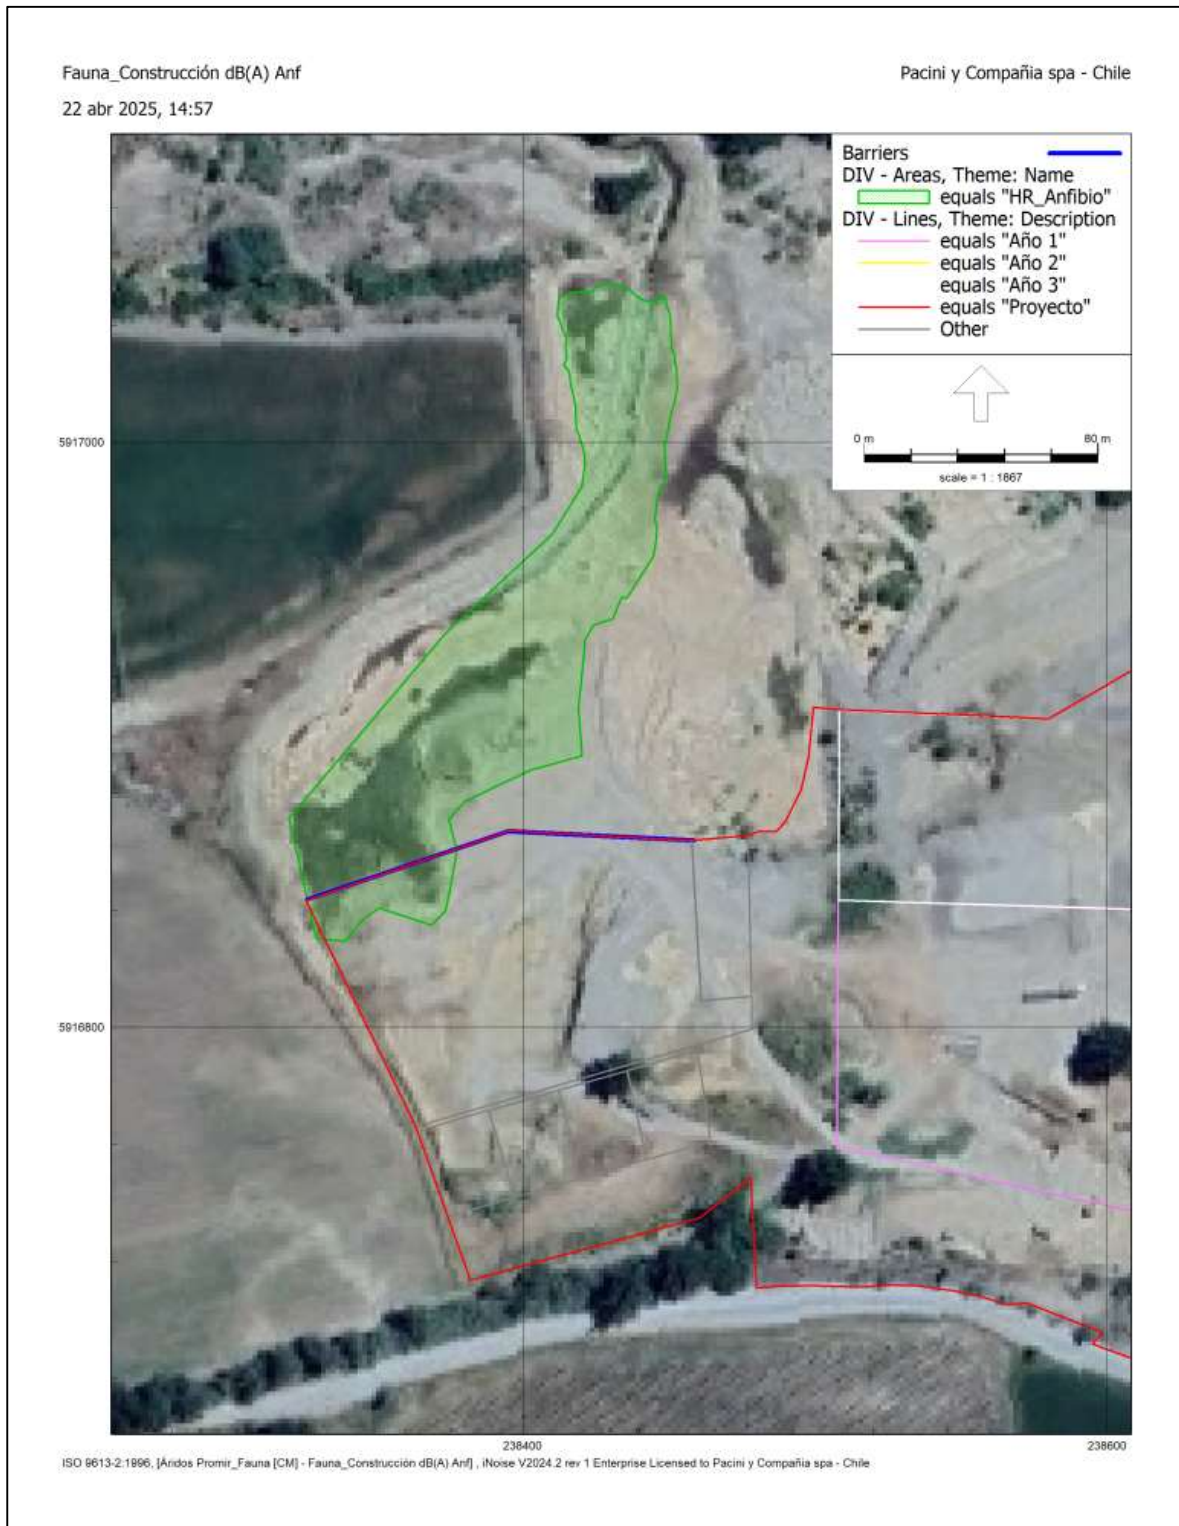 Fauna_Construcción dB(A) Anf
Pacini y Compañia spa - Chile
22 abr 2025, 14:57
Barriers
DIV - Areas, Theme: Name
equals "HR_Anfibio"
DIV - Lines, Theme: Description
equals "Año 1"
equals "Año 2"
equals "Año 3"
equals "Proyecto"
Other
0 m
80 m
scale = 1 : 1667
5917000
5916800
238400
238600
ISO 9613-2:1996, [Áridos Promir_Fauna [CM] - Fauna_Construcción dB(A) Anf] , iNoise V2024.2 rev 1 Enterprise Licensed to Pacini y Compañia spa - Chile